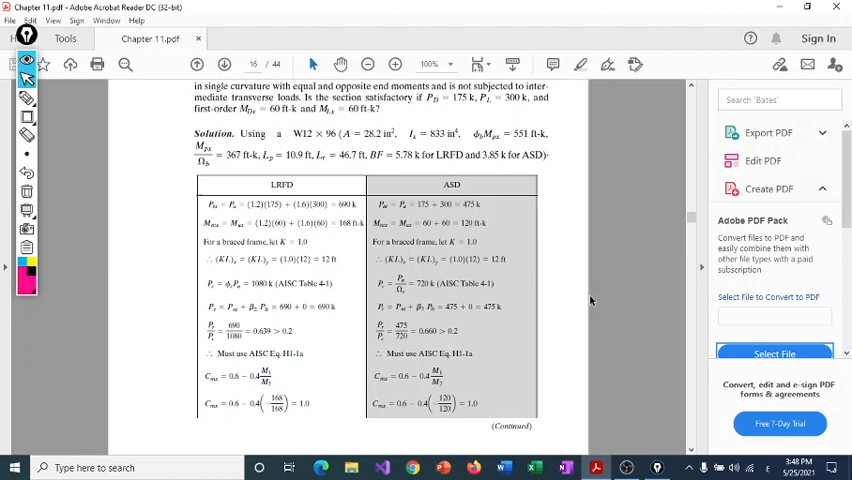 Chapter 11.pdf - Adobe Acrobat Reader DC (32-bit)
File Edit View Sign Window Help
Tools
Chapter 11.pdf ×
Sign In
16 / 44
100%
in single curvature with equal and opposite end moments and is not subjected to inter-
mediate transverse loads. Is the section satisfactory if P_D = 175 k, P_L = 300 k, and
first-order M_Dx = 60 ft-k and M_Lx = 60 ft-k?
Solution. Using a W12 × 96 (A = 28.2 in², I_x = 833 in⁴, ϕ_bM_px = 551 ft-k,
M_px/Ω_b = 367 ft-k, L_p = 10.9 ft, L_r = 46.7 ft, BF = 5.78 k for LRFD and 3.85 k for ASD).
LRFD
P_nt = P_u = (1.2)(175) + (1.6)(300) = 690 k
M_ntx = M_ux = (1.2)(60) + (1.6)(60) = 168 ft-k
For a braced frame, let K = 1.0
∴ (KL)_x = (KL)_y = (1.0)(12) = 12 ft
P_c = ϕ_cP_n = 1080 k (AISC Table 4-1)
P_r = P_nt + β_2 P_lt = 690 + 0 = 690 k
P_r/P_c = 690/1080 = 0.639 > 0.2
∴ Must use AISC Eq. H1-1a
C_mx = 0.6 − 0.4 M_1/M_2
C_mx = 0.6 − 0.4(−168/168) = 1.0
ASD
P_nt = P_a = 175 + 300 = 475 k
M_ntx = M_ax = 60 + 60 = 120 ft-k
For a braced frame, let K = 1.0
∴ (KL)_x = (KL)_y = (1.0)(12) = 12 ft
P_c = P_n/Ω_c = 720 k (AISC Table 4-1)
P_r = P_nt + β_2 P_lt = 475 + 0 = 475 k
P_r/P_c = 475/720 = 0.660 > 0.2
∴ Must use AISC Eq. H1-1a
C_mx = 0.6 − 0.4 M_1/M_2
C_mx = 0.6 − 0.4(−120/120) = 1.0
(Continued)
Search 'Bates'
Export PDF
Edit PDF
Create PDF
Adobe PDF Pack
Convert files to PDF and
easily combine them with
other file types with a paid
subscription
Select File to Convert to PDF
Select File
Convert, edit and e-sign PDF
forms & agreements
Free 7-Day Trial
Type here to search
3:48 PM
5/25/2021